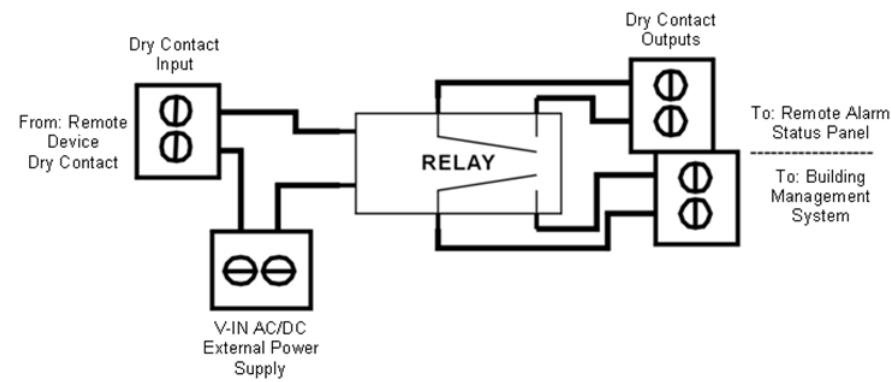 Dry Contact
Input
From: Remote
Device
Dry Contact
V-IN AC/DC
External Power
Supply
RELAY
Dry Contact
Outputs
To: Remote Alarm
Status Panel
To: Building
Management
System